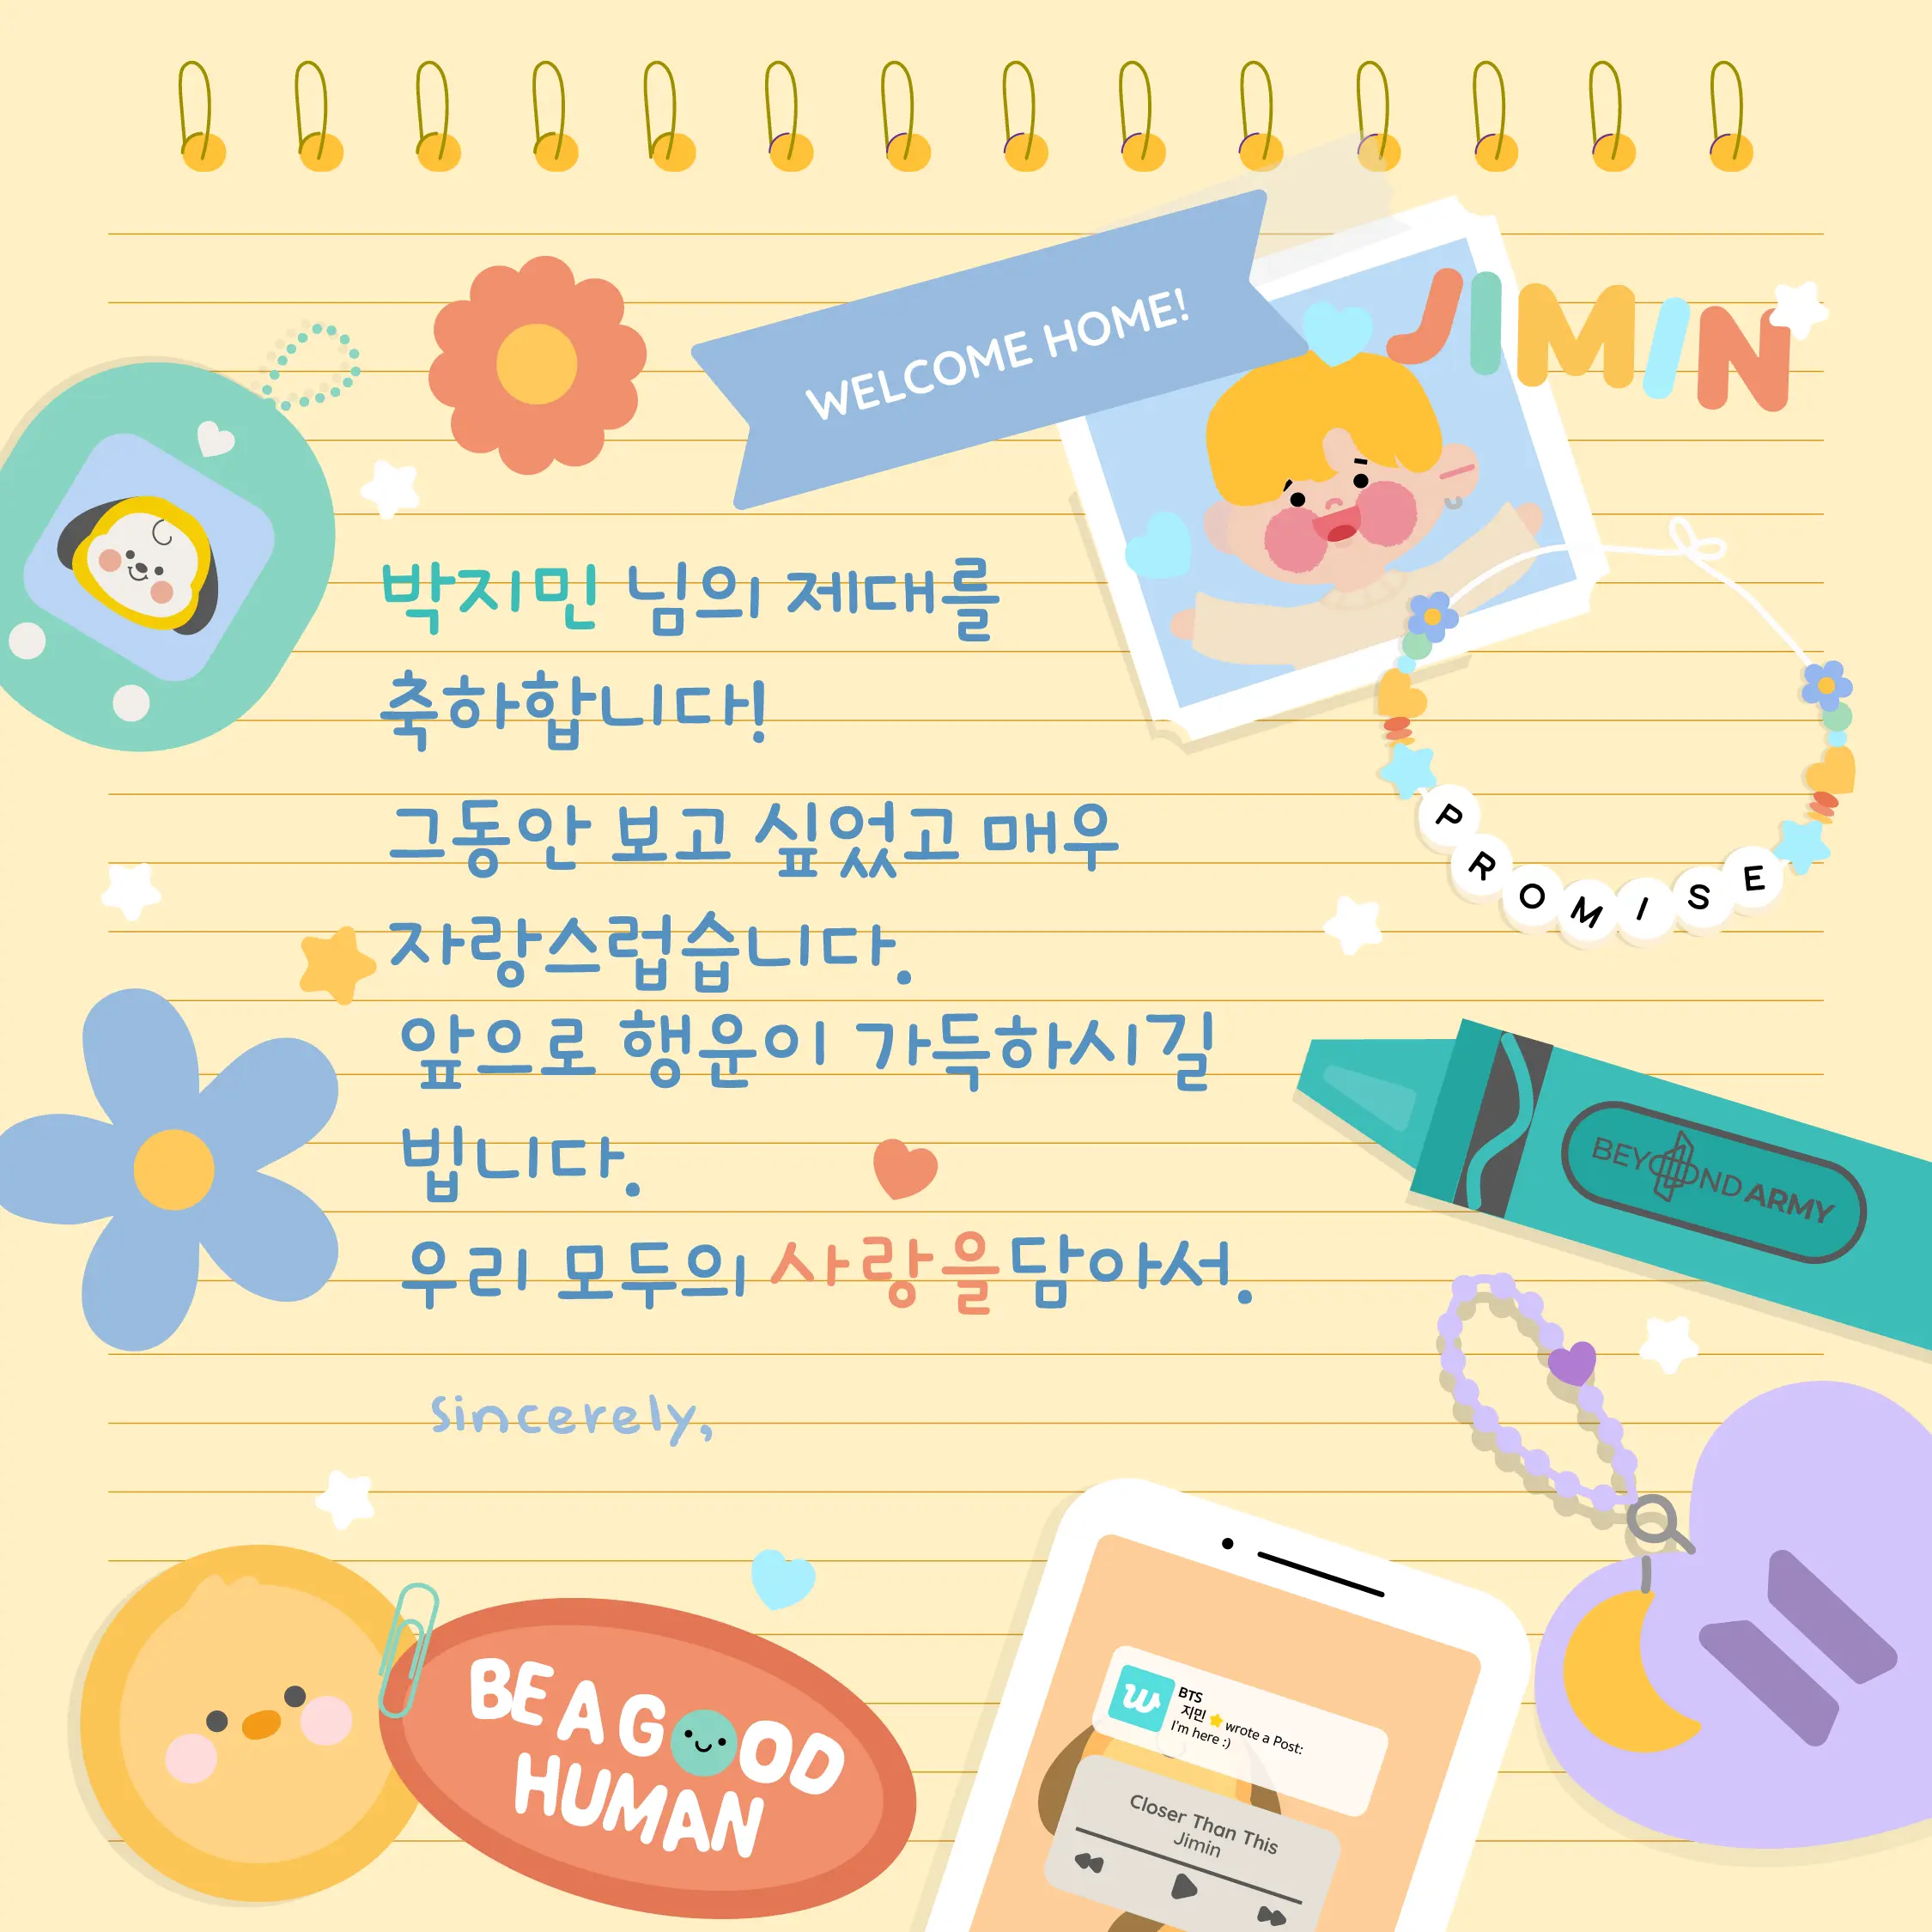 WELCOME HOME!
JIMIN
박지민 님의 제대를
축하합니다!
그동안 보고 싶었고 매우
자랑스럽습니다.
앞으로 행운이 가득하시길
빕니다.
우리 모두의 사랑을 담아서.
sincerely,
PROMISE
BEYOND ARMY
BE A GOOD
HUMAN
w
BTS
지민 ⭐ wrote a Post:
I'm here :)
Closer Than This
Jimin